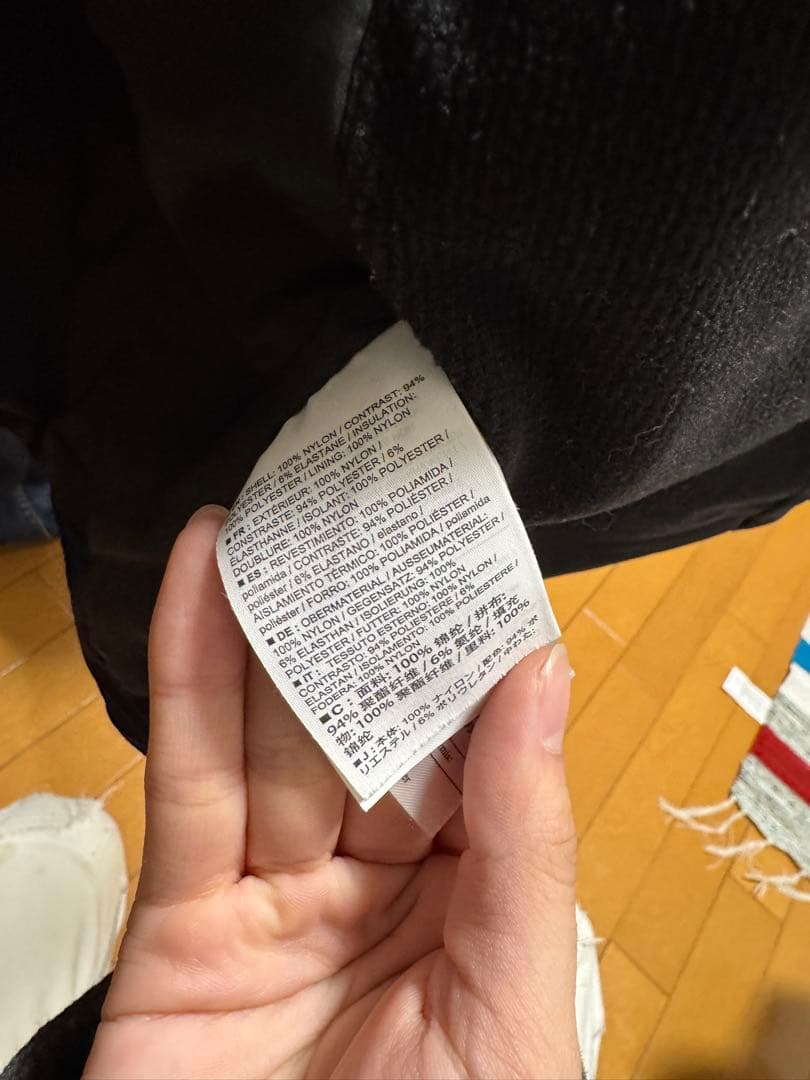 SHELL: 100% NYLON / CONTRAST: 94%
POLYESTER / 6% ELASTANE / INSULATION:
100% POLYESTER / LINING: 100% NYLON
■ FR : EXTÉRIEUR: 100% NYLON /
CONSTRASTE: 94% POLYESTER / 6%
ÉLASTHANNE / ISOLANT: 100% POLYESTER /
DOUBLURE: 100% NYLON
■ ES : REVESTIMIENTO: 100% POLIAMIDA /
poliamida / CONTRASTE: 94% POLIÉSTER /
poliéster / 6% ELASTANO / elastano /
AISLAMIENTO TÉRMICO: 100% POLIÉSTER /
poliéster / FORRO: 100% POLIAMIDA / poliamida
■ DE : OBERMATERIAL / AUSSEMATERIAL:
100% NYLON / GEGENSATZ: 94% POLYESTER /
6% ELASTHAN / ISOLIERUNG: 100%
POLYESTER / FUTTER: 100% NYLON
■ IT : TESSUTO ESTERNO: 100% NYLON /
CONTRASTO: 94% POLIESTERE / 6%
ELASTAN / ISOLAMENTO: 100% POLIESTERE /
FODERA: 100% NYLON
■ C : 面料: 100% 锦纶 / 拼布:
94% 聚酯纤维 / 6% 氨纶 / 填充
物: 100% 聚酯纤维 / 里料: 100%
锦纶
■ J : 本体: 100% ナイロン / 配色: 94% ポ
リエステル / 6% ポリウレタン / 中わた: